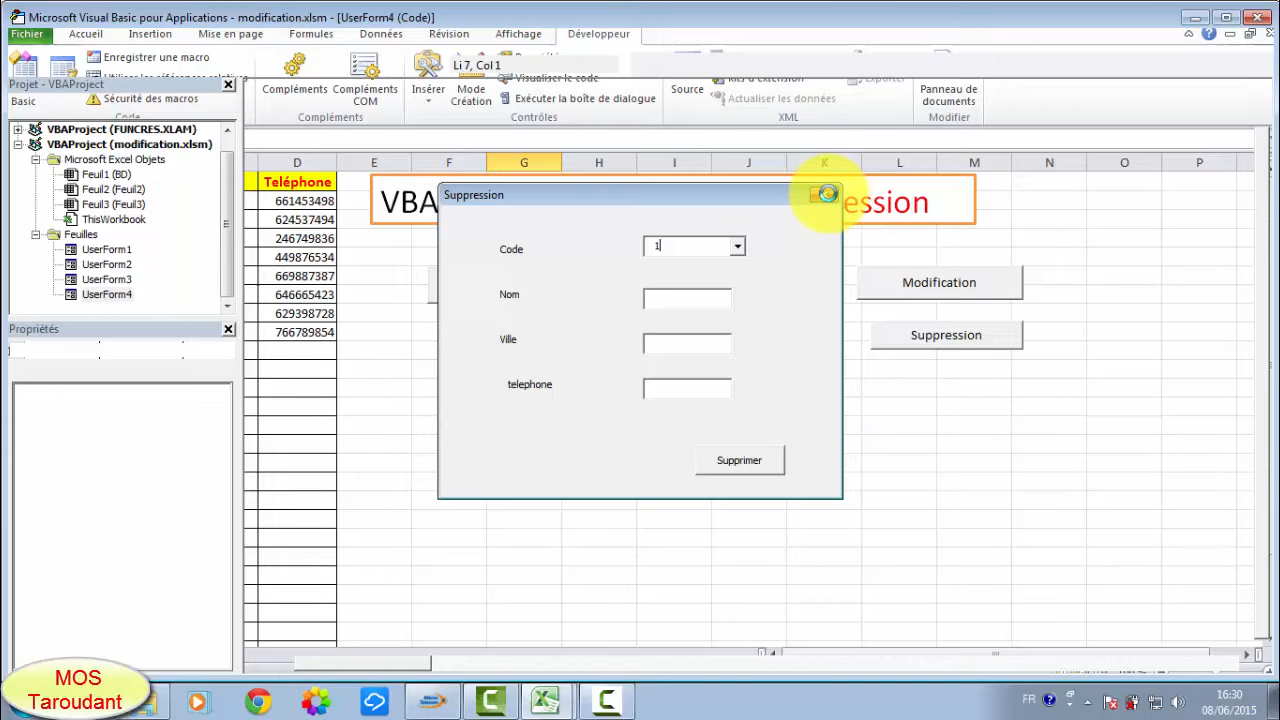 Microsoft Visual Basic pour Applications - modification.xlsm - [UserForm4 (Code)]
Fichier Accueil Insertion Mise en page Formules Données Révision Affichage Développeur
Enregistrer une macro
Li 7, Col 1
Visualiser le code
Projet - VBAProject
Basic
Sécurité des macros
Compléments
Compléments COM
Insérer
Mode Création
Exécuter la boîte de dialogue
Source
Kits d'extension
Exporter
Actualiser les données
Panneau de documents
Code
Compléments
Contrôles
XML
Modifier
VBAProject (FUNCRES.XLAM)
VBAProject (modification.xlsm)
Microsoft Excel Objets
Feuil1 (BD)
Feuil2 (Feuil2)
Feuil3 (Feuil3)
ThisWorkbook
Feuilles
UserForm1
UserForm2
UserForm3
UserForm4
Propriétés
D E F G H I J K L M N O P
Teléphone
661453498
624537494
246749836
449876534
669887387
646665423
629398728
766789854
VBA
ession
Suppression
Code
1
Nom
Ville
telephone
Supprimer
Modification
Suppression
MOS
Taroudant
FR
16:30
08/06/2015